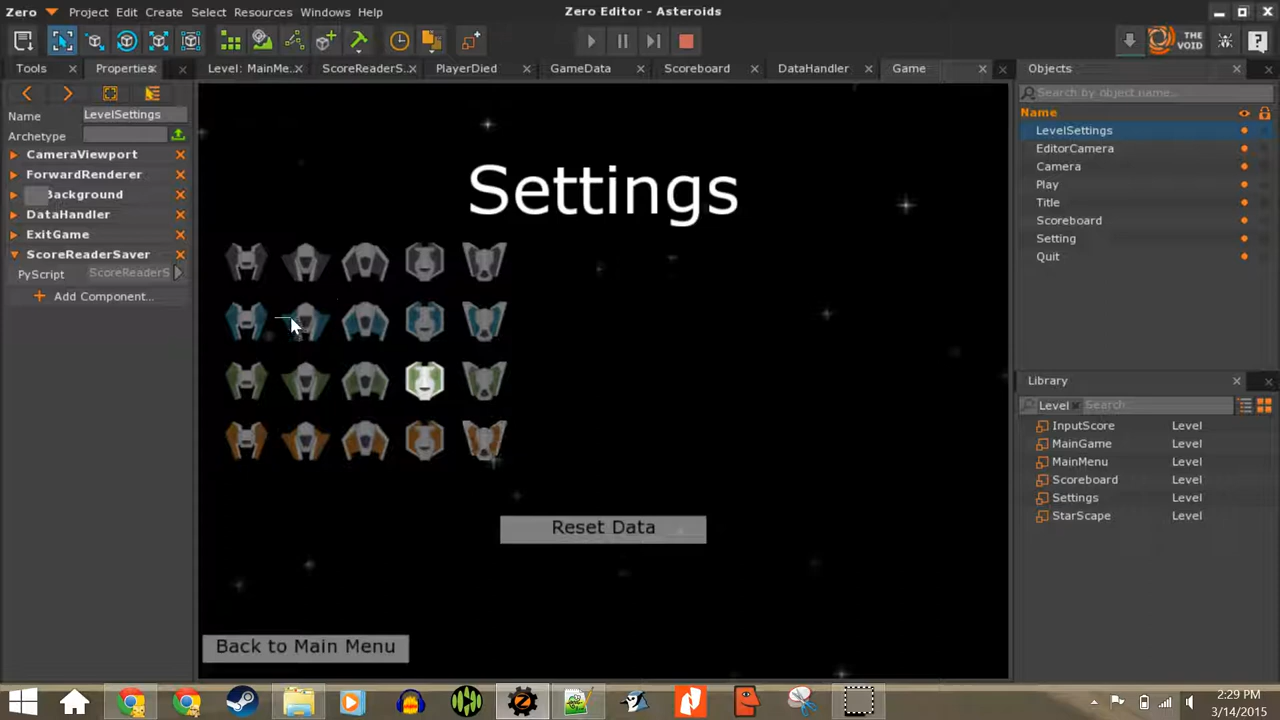 Zero Project Edit Create Select Resources Windows Help Zero Editor - Asteroids
THE VOID
Tools Properties Level: MainMe... ScoreReaderS... PlayerDied GameData Scoreboard DataHandler Game Objects
Name LevelSettings
Archetype
CameraViewport
ForwardRenderer
Background
DataHandler
ExitGame
ScoreReaderSaver
PyScript ScoreReaderS
Add Component...
Settings
Reset Data
Back to Main Menu
Search by object name...
Name
LevelSettings
EditorCamera
Camera
Play
Title
Scoreboard
Setting
Quit
Library
Level Search...
InputScore Level
MainGame Level
MainMenu Level
Scoreboard Level
Settings Level
StarScape Level
2:29 PM
3/14/2015